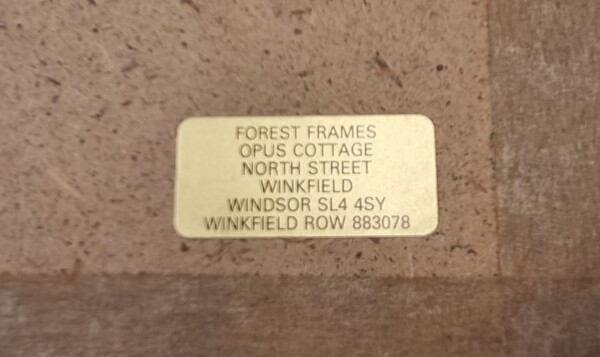 FOREST FRAMES
OPUS COTTAGE
NORTH STREET
WINKFIELD
WINDSOR SL4 4SY
WINKFIELD ROW 883078